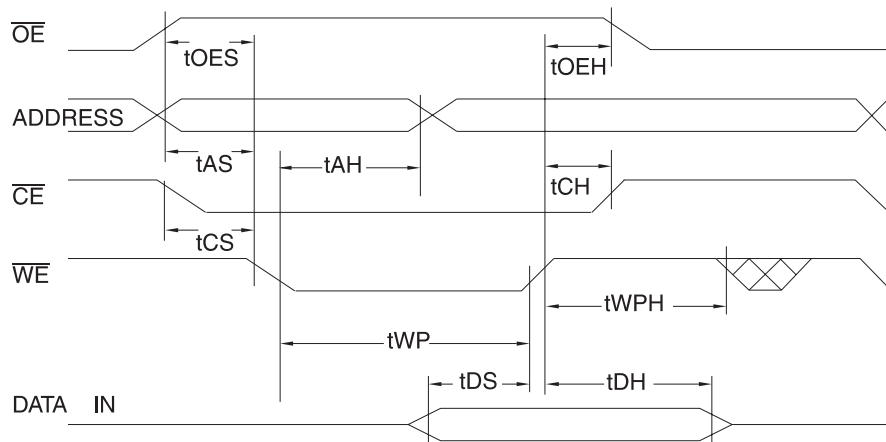 OE
tOES
tOEH
ADDRESS
tAS
tAH
tCH
CE
tCS
WE
tWPH
tWP
tDS
tDH
DATA IN